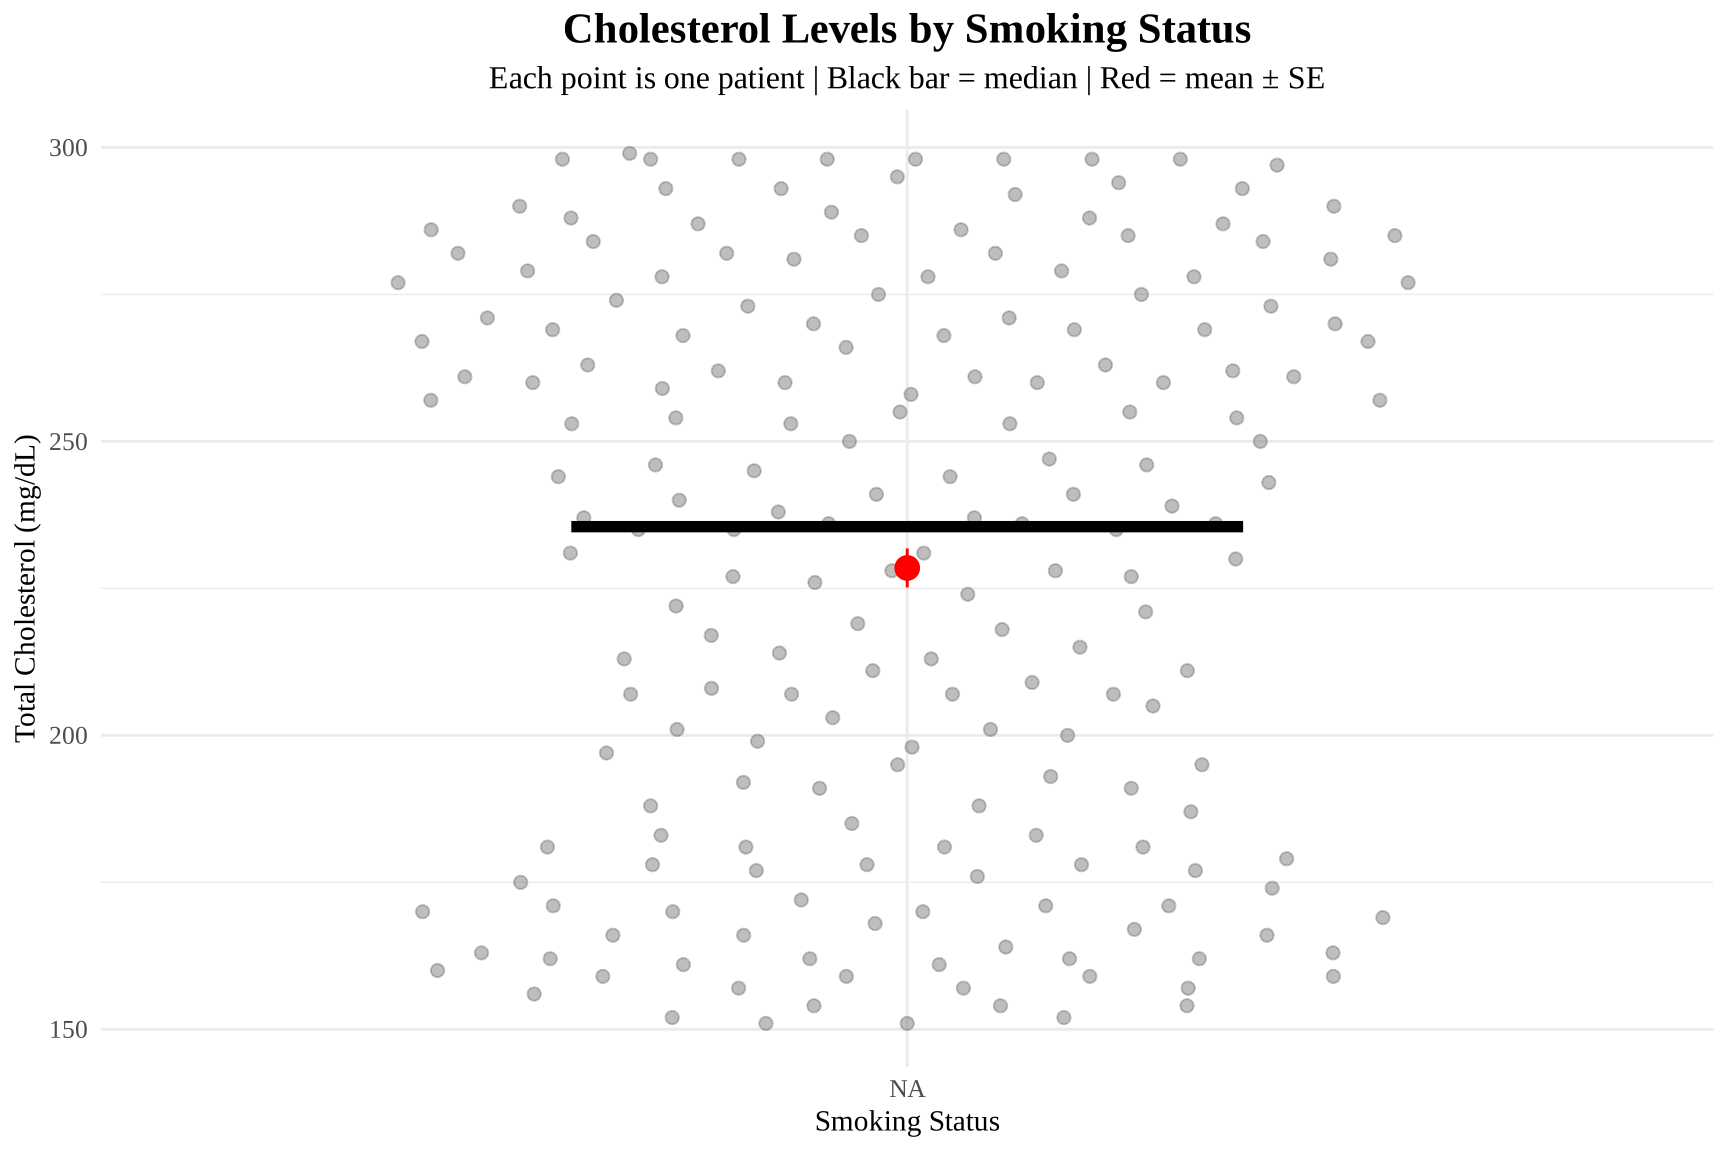 Cholesterol Levels by Smoking Status
Each point is one patient | Black bar = median | Red = mean ± SE
Total Cholesterol (mg/dL)
300
250
200
150
NA
Smoking Status